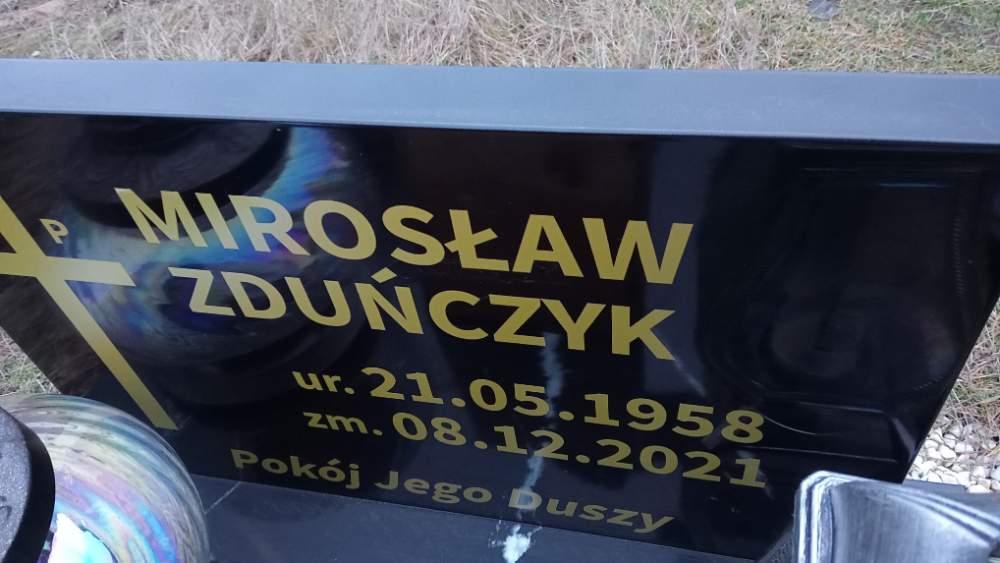 P
MIROSŁAW
ZDUŃCZYK
ur. 21.05.1958
zm. 08.12.2021
Pokój Jego Duszy